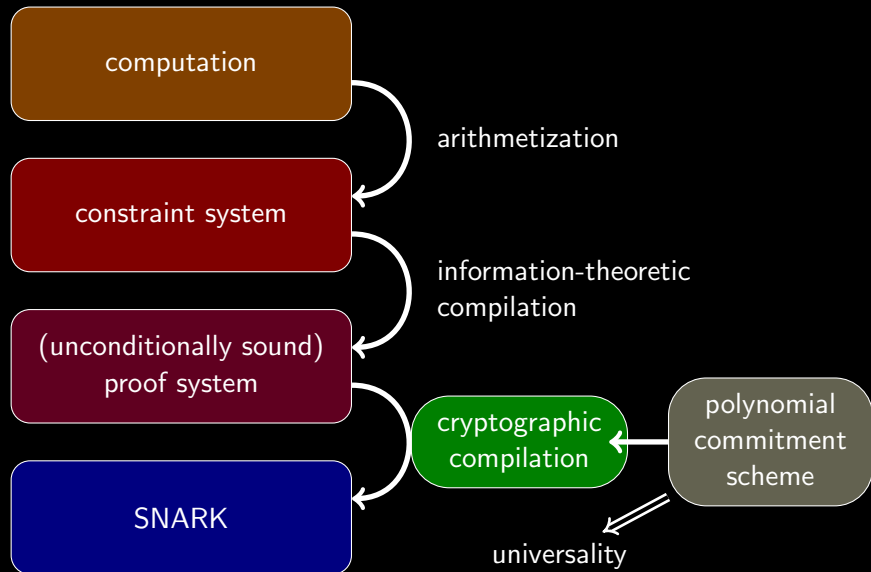 computation
arithmetization
constraint system
information-theoretic
compilation
(unconditionally sound)
proof system
cryptographic
compilation
polynomial
commitment
scheme
SNARK
universality